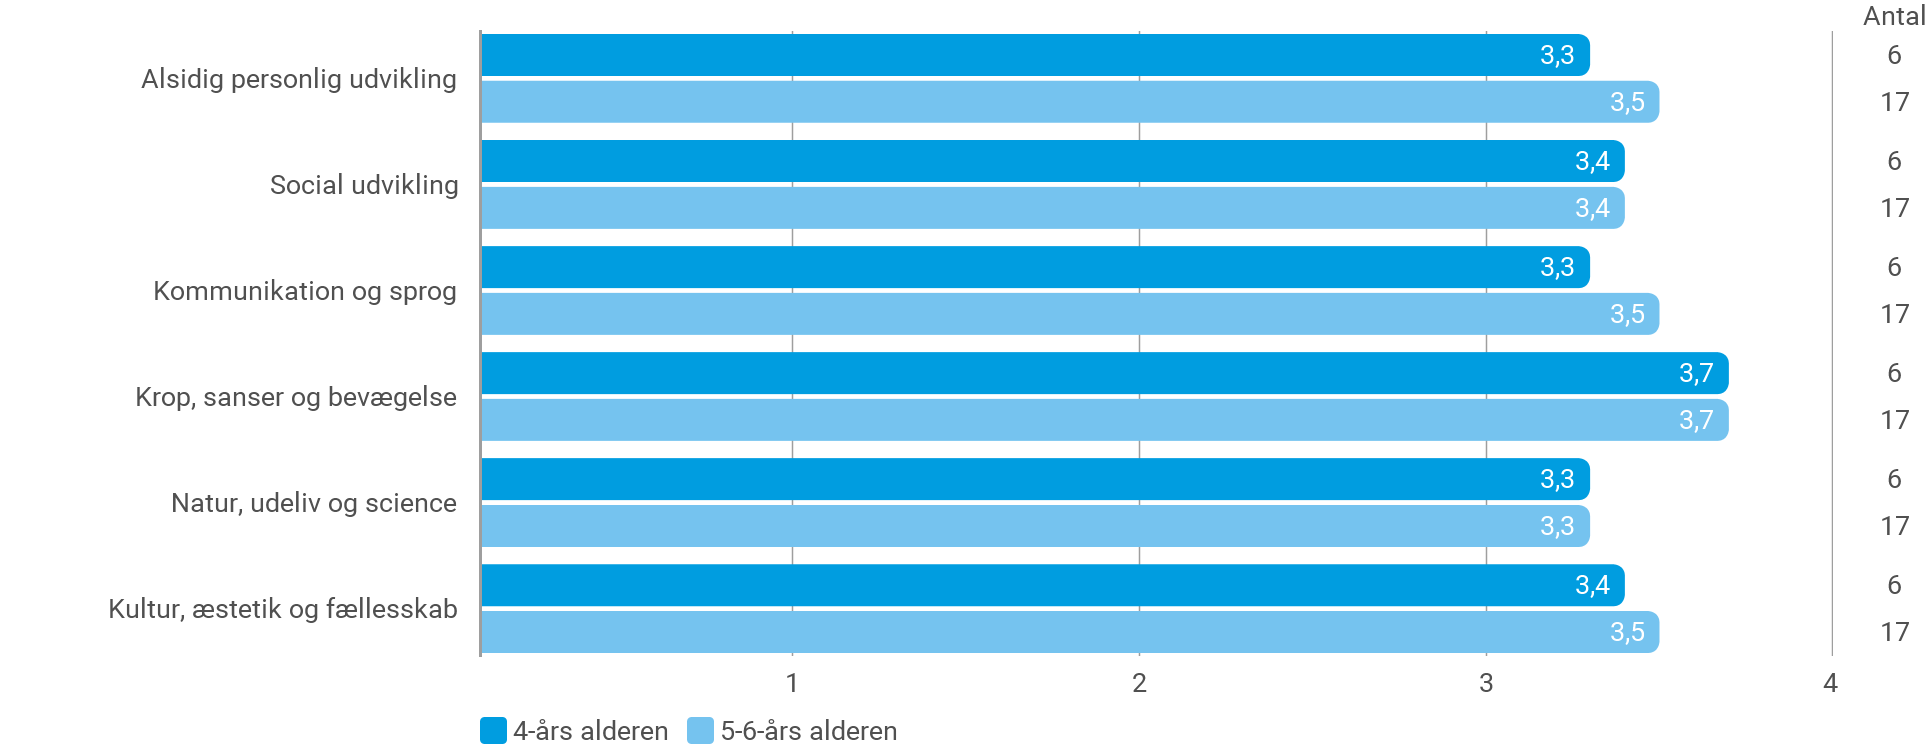 Antal
Alsidig personlig udvikling
3,3
6
3,5
17
Social udvikling
3,4
6
3,4
17
Kommunikation og sprog
3,3
6
3,5
17
Krop, sanser og bevægelse
3,7
6
3,7
17
Natur, udeliv og science
3,3
6
3,3
17
Kultur, æstetik og fællesskab
3,4
6
3,5
17
1 2 3 4
4-års alderen 5-6-års alderen